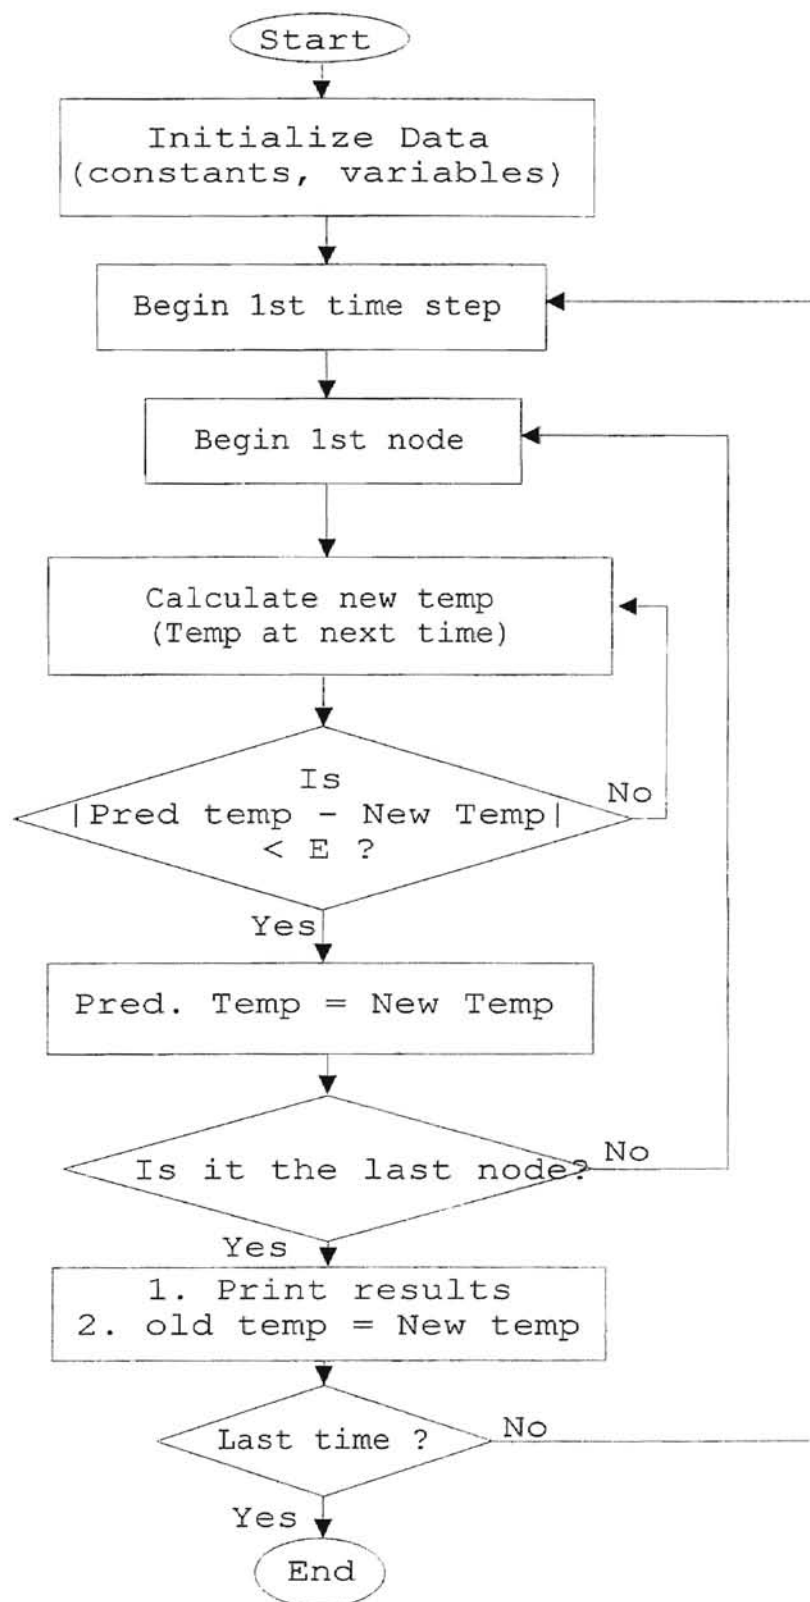 Start
Initialize Data
(constants, variables)
Begin 1st time step
Begin 1st node
Calculate new temp
(Temp at next time)
Is
|Pred temp - New Temp|
< E ?
No
Yes
Pred. Temp = New Temp
Is it the last node?
No
Yes
1. Print results
2. old temp = New temp
Last time ?
No
Yes
End